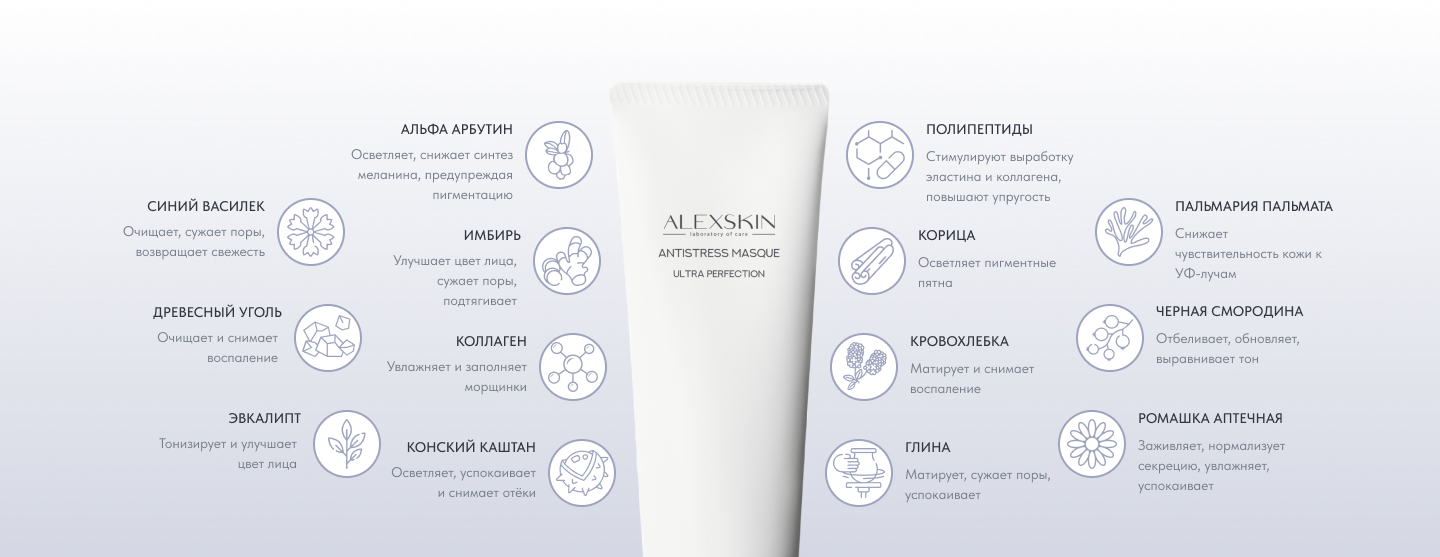 СИНИЙ ВАСИЛЕК
Очищает, сужает поры,
возвращает свежесть
ДРЕВЕСНЫЙ УГОЛЬ
Очищает и снимает
воспаление
ЭВКАЛИПТ
Тонизирует и улучшает
цвет лица
АЛЬФА АРБУТИН
Осветляет, снижает синтез
меланина, предупреждая
пигментацию
ИМБИРЬ
Улучшает цвет лица,
сужает поры,
подтягивает
КОЛЛАГЕН
Увлажняет и заполняет
морщинки
КОНСКИЙ КАШТАН
Осветляет, успокаивает
и снимает отёки
ALEXSKIN
laboratory of care
ANTISTRESS MASQUE
ULTRA PERFECTION
ПОЛИПЕПТИДЫ
Стимулируют выработку
эластина и коллагена,
повышают упругость
КОРИЦА
Осветляет пигментные
пятна
КРОВОХЛЕБКА
Матирует и снимает
воспаление
ГЛИНА
Матирует, сужает поры,
успокаивает
ПАЛЬМАРИЯ ПАЛЬМАТА
Снижает
чувствительность кожи к
УФ-лучам
ЧЕРНАЯ СМОРОДИНА
Отбеливает, обновляет,
выравнивает тон
РОМАШКА АПТЕЧНАЯ
Заживляет, нормализует
секрецию, увлажняет,
успокаивает